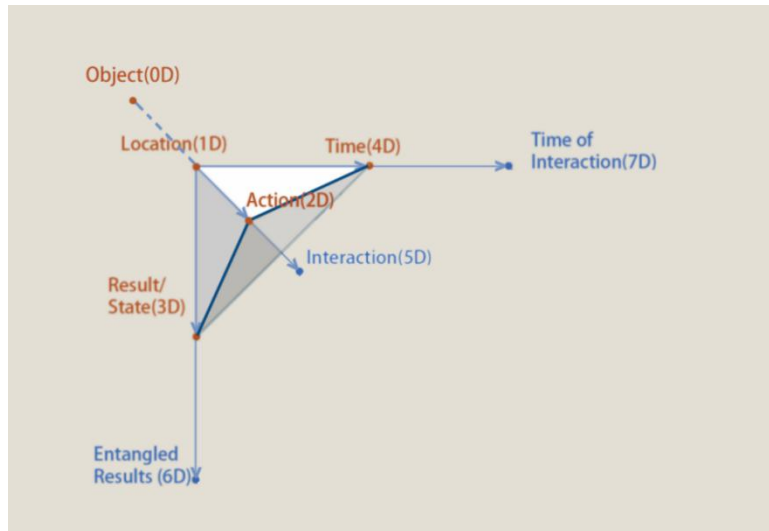 Object(0D)
Location(1D)
Time(4D)
Time of
Interaction(7D)
Action(2D)
Interaction(5D)
Result/
State(3D)
Entangled
Results (6D)